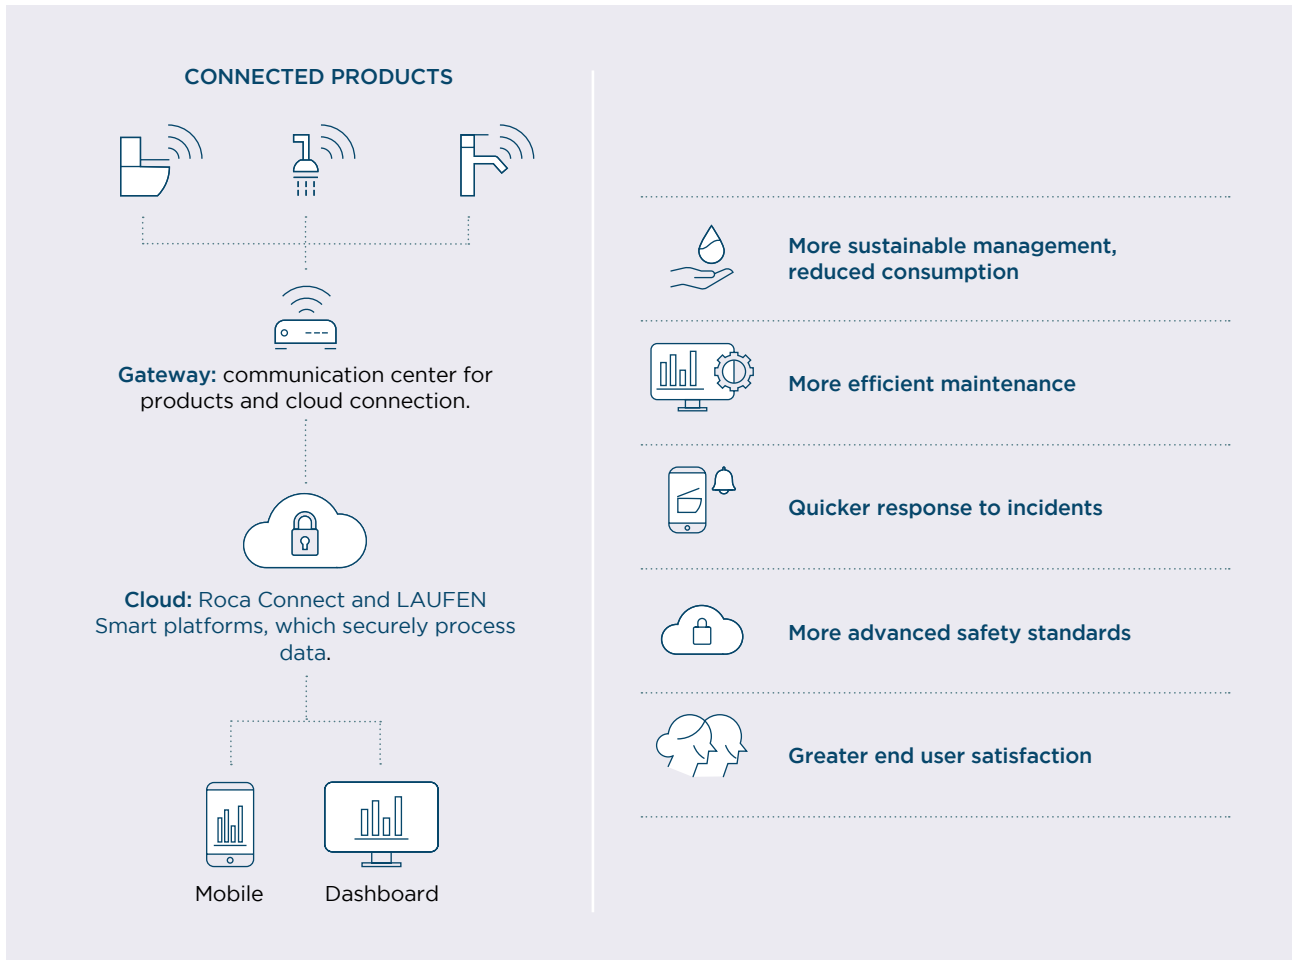 CONNECTED PRODUCTS
Gateway: communication center for
products and cloud connection.
Cloud: Roca Connect and LAUFEN
Smart platforms, which securely process
data.
Mobile
Dashboard
More sustainable management,
reduced consumption
More efficient maintenance
Quicker response to incidents
More advanced safety standards
Greater end user satisfaction